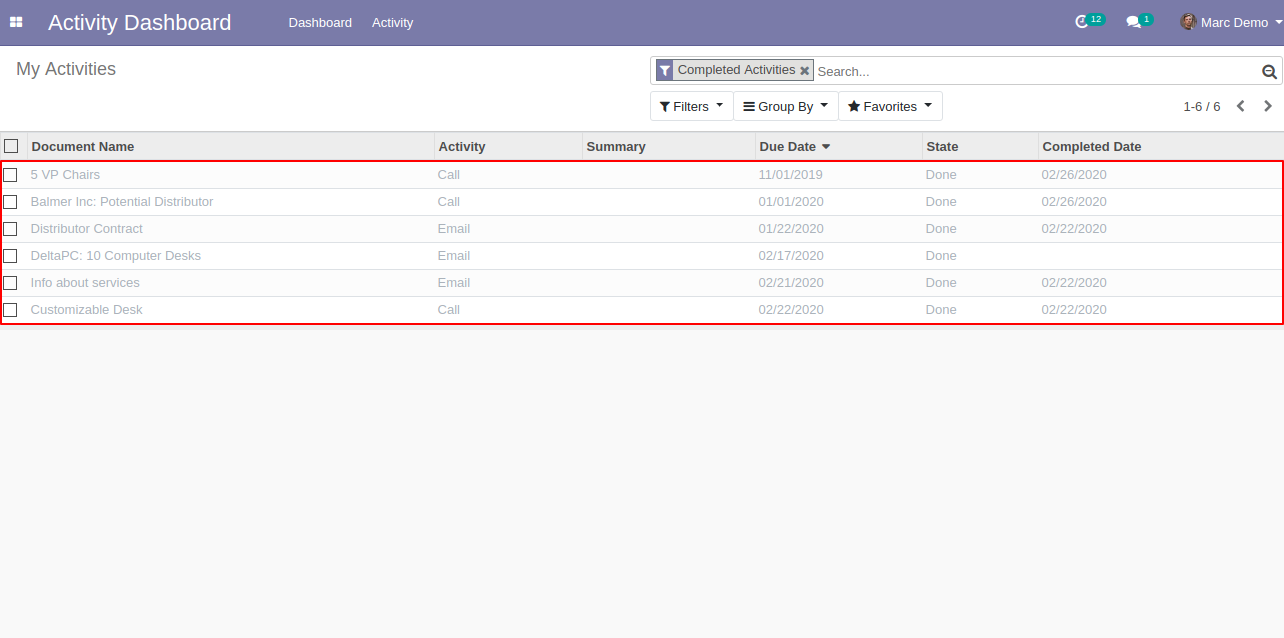 Activity Dashboard Dashboard Activity 12 1 Marc Demo
My Activities
Completed Activities Search...
Filters Group By Favorites 1-6 / 6
Document Name Activity Summary Due Date State Completed Date
5 VP Chairs Call 11/01/2019 Done 02/26/2020
Balmer Inc: Potential Distributor Call 01/01/2020 Done 02/26/2020
Distributor Contract Email 01/22/2020 Done 02/22/2020
DeltaPC: 10 Computer Desks Email 02/17/2020 Done
Info about services Email 02/21/2020 Done 02/22/2020
Customizable Desk Call 02/22/2020 Done 02/22/2020